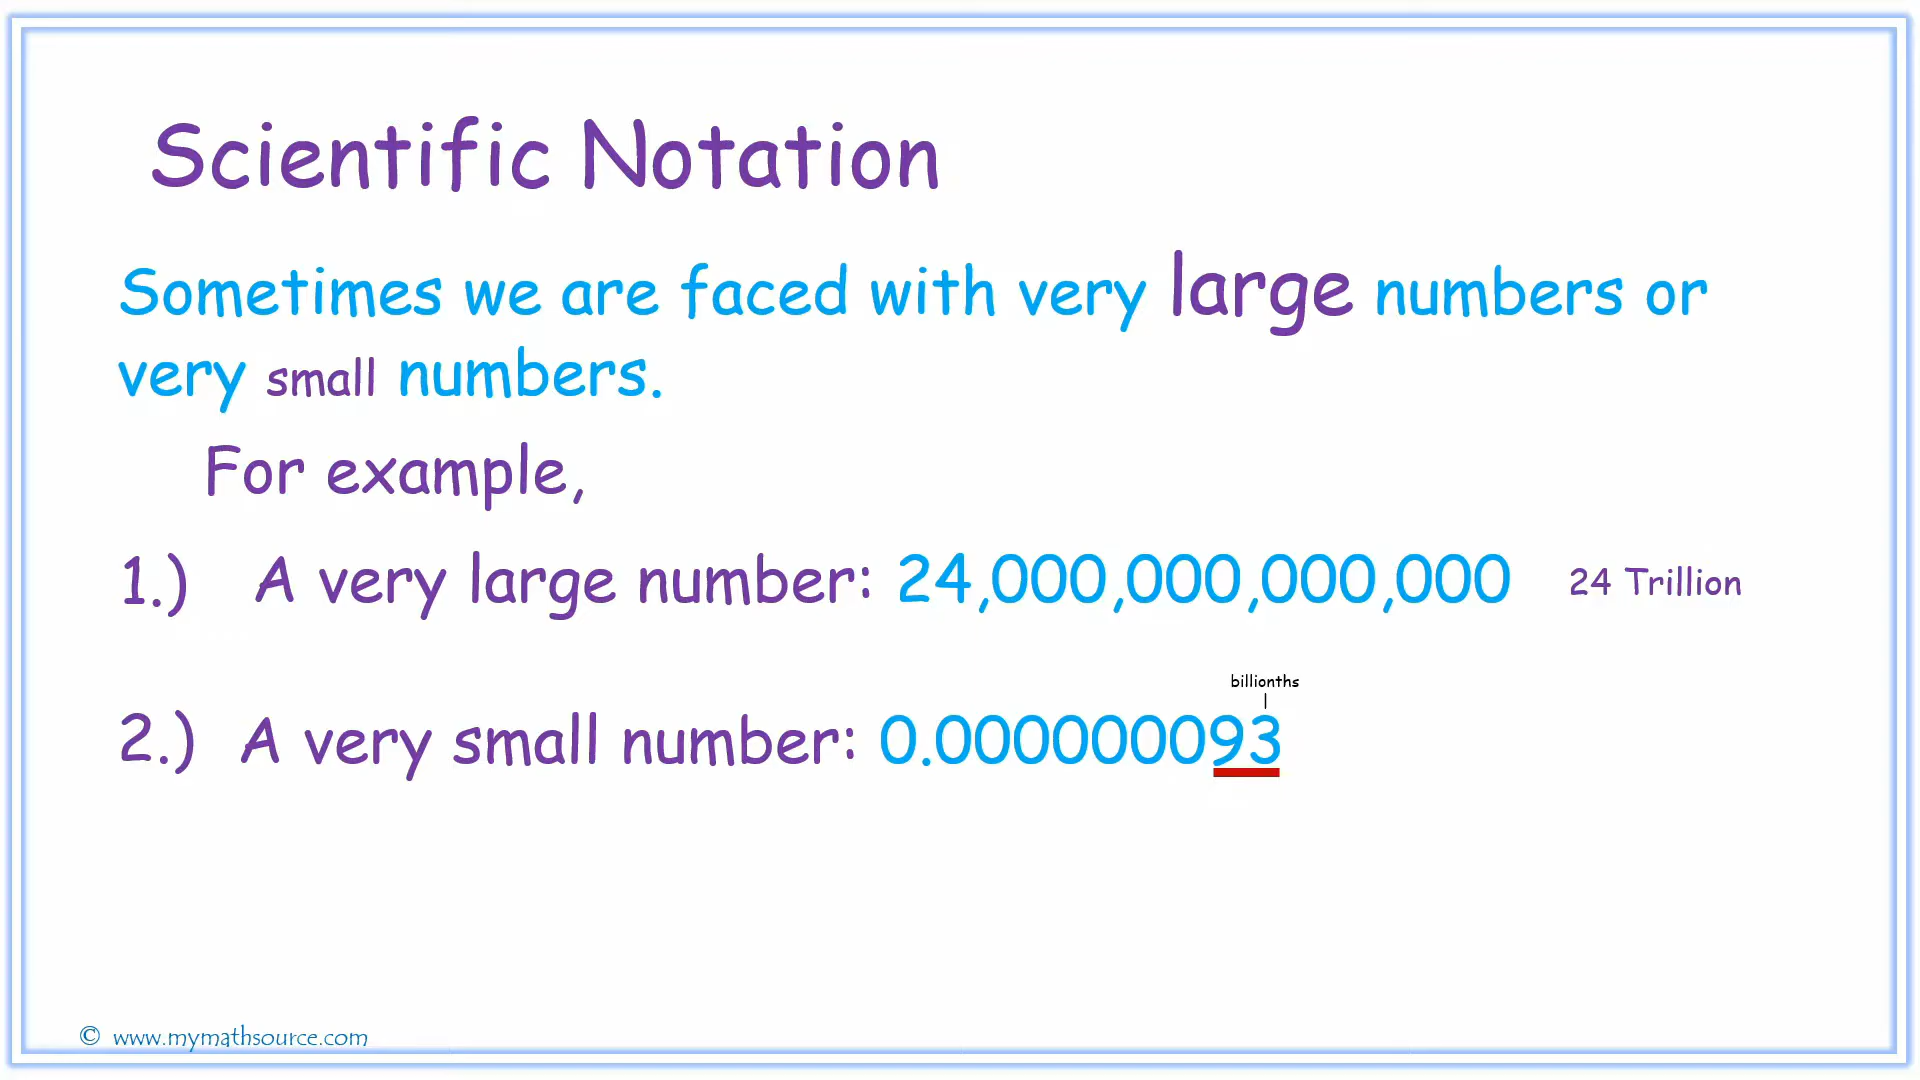 Scientific Notation
Sometimes we are faced with very large numbers or
very small numbers.
For example,
1.) A very large number: 24,000,000,000,000 24 Trillion
billionths
2.) A very small number: 0.000000093
© www.mymathsource.com